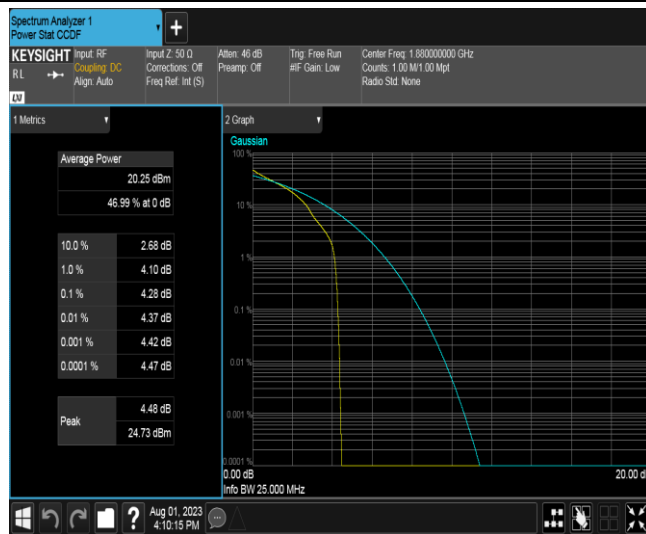 Spectrum Analyzer 1
Power Stat CCDF
+
KEYSIGHT
RL
Input: RF
Coupling: DC
Align: Auto
Input Z: 50 Ω
Corrections: Off
Freq Ref: Int (S)
Atten: 46 dB
Preamp: Off
Trig: Free Run
#IF Gain: Low
Center Freq: 1.880000000 GHz
Counts: 1.00 M/1.00 Mpt
Radio Std: None
1 Metrics
Average Power
20.25 dBm
46.99 % at 0 dB
10.0 % 2.68 dB
1.0 % 4.10 dB
0.1 % 4.28 dB
0.01 % 4.37 dB
0.001 % 4.42 dB
0.0001 % 4.47 dB
Peak
4.48 dB
24.73 dBm
2 Graph
Gaussian
100 %
10 %
1 %
0.1 %
0.01 %
0.001 %
0.0001 %
0.00 dB
20.00 d
Info BW 25.000 MHz
?
Aug 01, 2023
4:10:15 PM